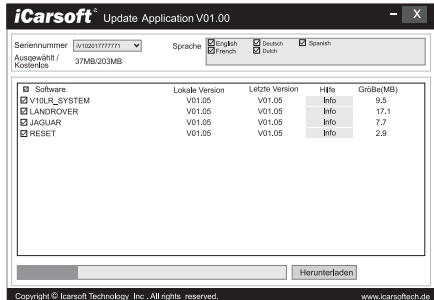 iCarsoft® Update Application V01.00 – X
Seriennummer iV102017777771 Sprache English Deutsch Spanish
French Dutch
Ausgewählt /
Kostenlos 37MB/203MB
Software Lokale Version Letzte Version Hilfe Größe(MB)
V10LR_SYSTEM V01.05 V01.05 Info 9.5
LANDROVER V01.05 V01.05 Info 17.1
JAGUAR V01.05 V01.05 Info 7.7
RESET V01.05 V01.05 Info 2.9
Herunterladen
Copyright © Icarsoft Technology Inc . All rights reserved. www.icarsoftech.de